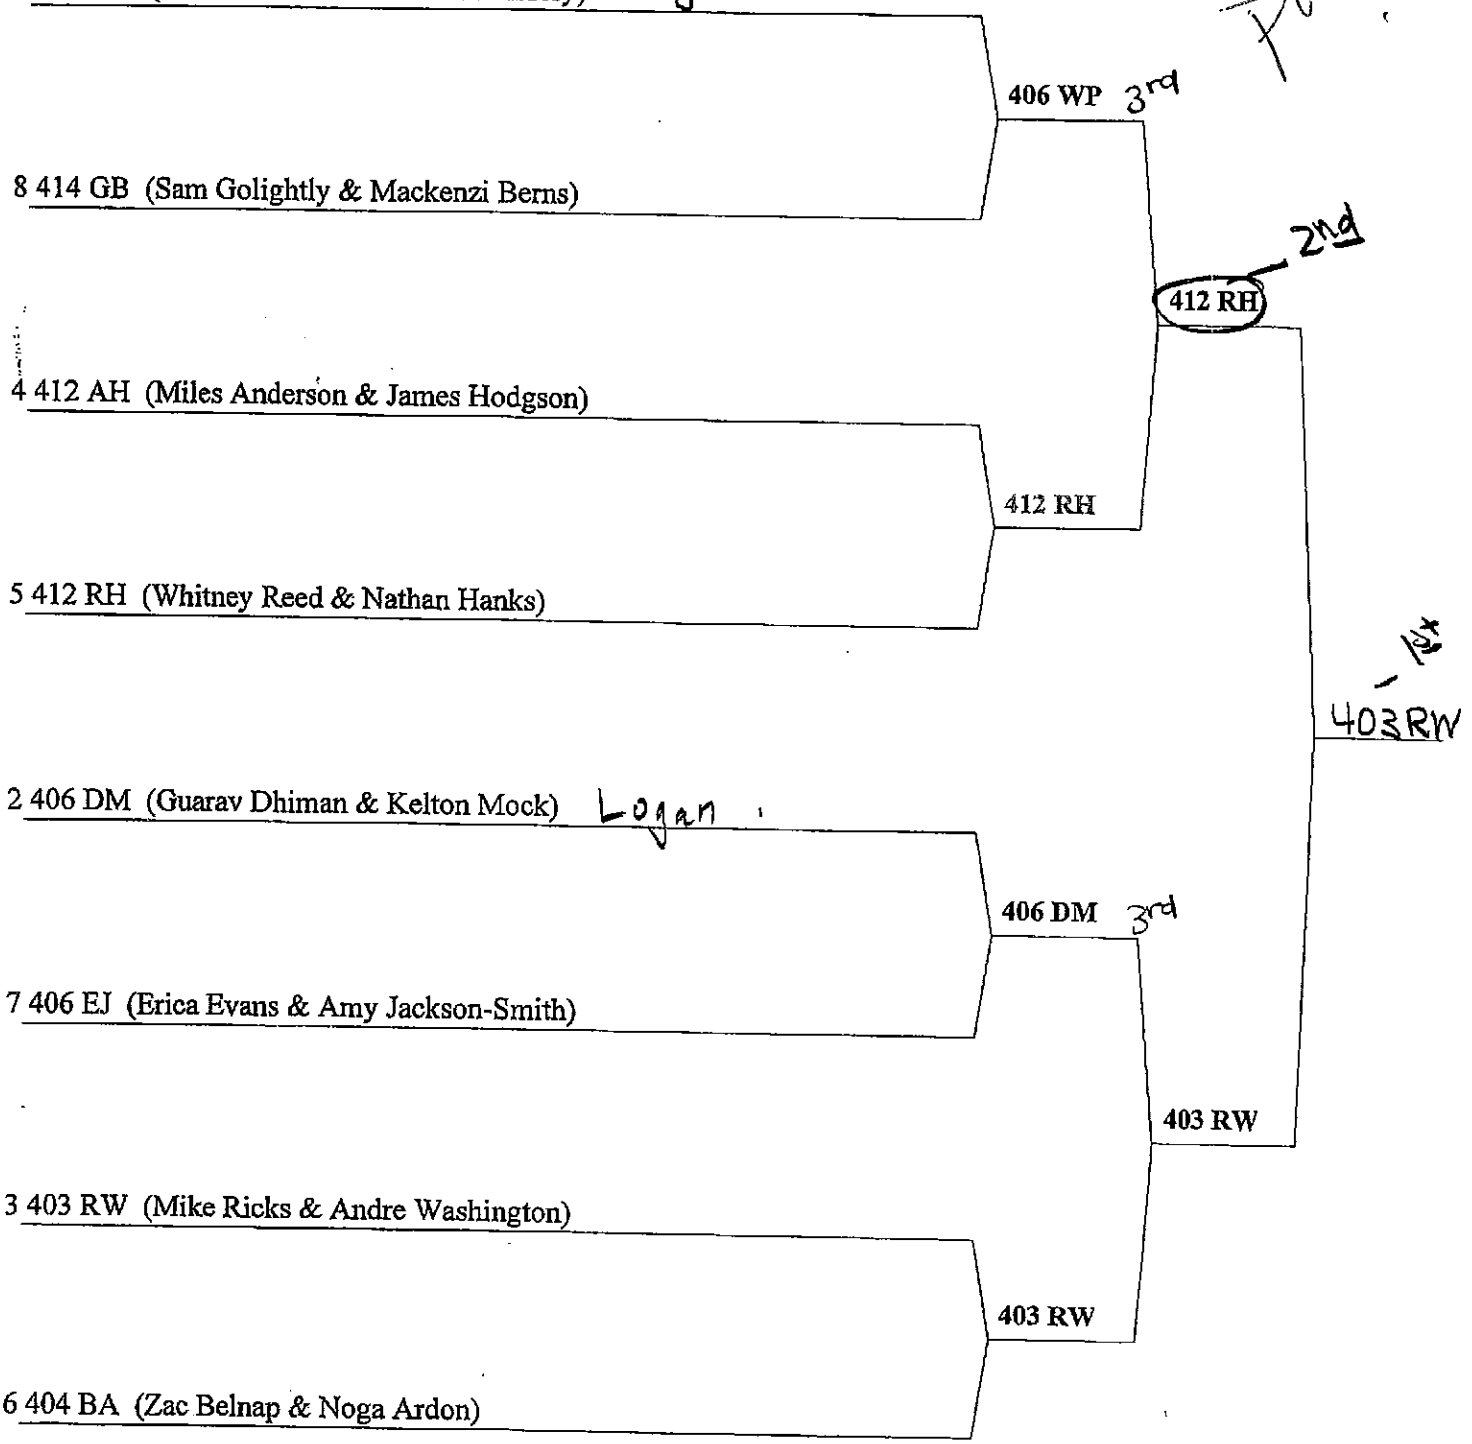 406 WP 3rd
8 414 GB (Sam Golightly & Mackenzi Berns)
2nd
412 RH
4 412 AH (Miles Anderson & James Hodgson)
412 RH
5 412 RH (Whitney Reed & Nathan Hanks)
403 RW
2 406 DM (Guarav Dhiman & Kelton Mock) Logan
406 DM 3rd
7 406 EJ (Erica Evans & Amy Jackson-Smith)
403 RW
3 403 RW (Mike Ricks & Andre Washington)
403 RW
6 404 BA (Zac Belnap & Noga Ardon)